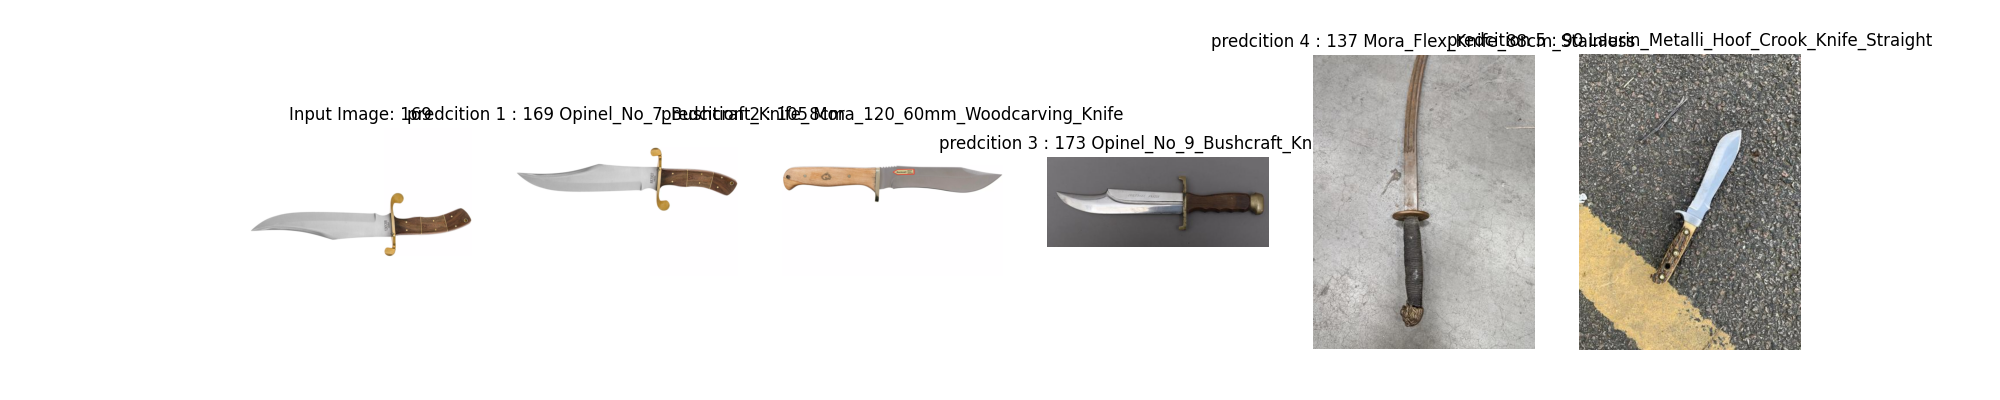 predcition 4 : 137 Mora_Flex_Knife_88cm_Stainless
predcition 5 : 90 Laurin_Metalli_Hoof_Crook_Knife_Straight
Input Image: 169
predcition 1 : 169 Opinel_No_7_Bushcraft_Knife_8cm
predcition 2 : 105 Mora_120_60mm_Woodcarving_Knife
predcition 3 : 173 Opinel_No_9_Bushcraft_Kn